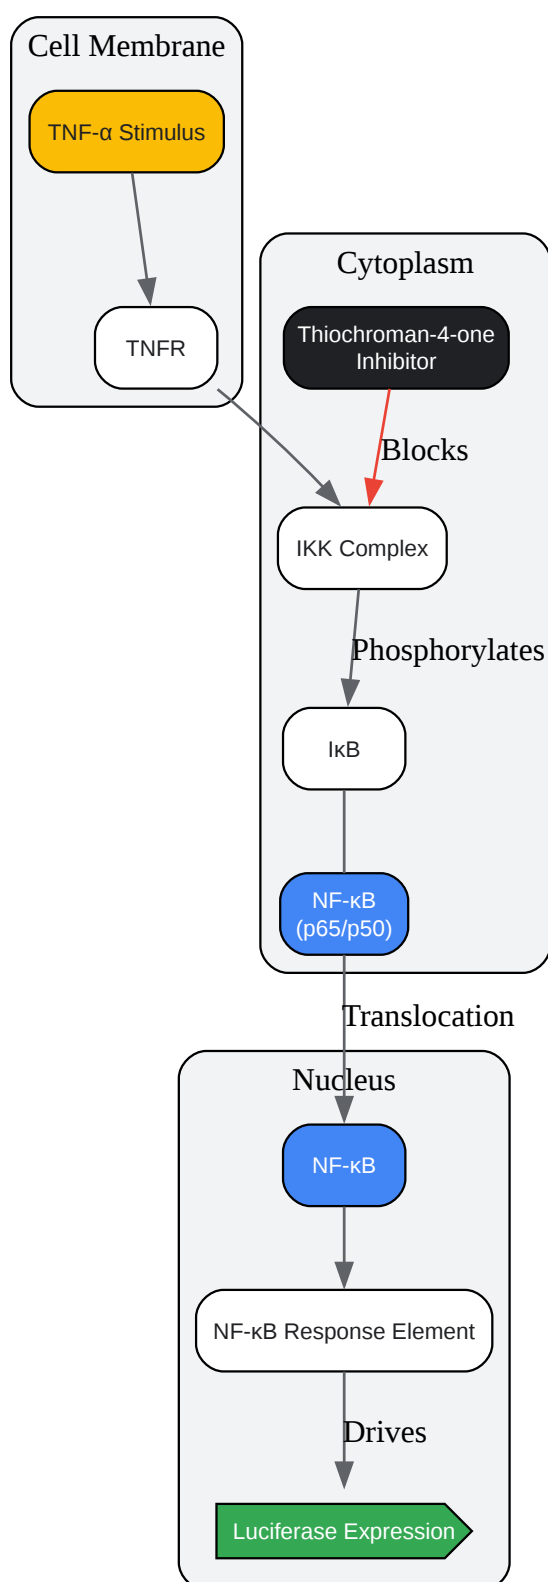 Cell Membrane
TNF-α Stimulus
TNFR
Cytoplasm
Thiochroman-4-one
Inhibitor
Blocks
IKK Complex
Phosphorylates
IκB
NF-κB
(p65/p50)
Translocation
Nucleus
NF-κB
NF-κB Response Element
Drives
Luciferase Expression